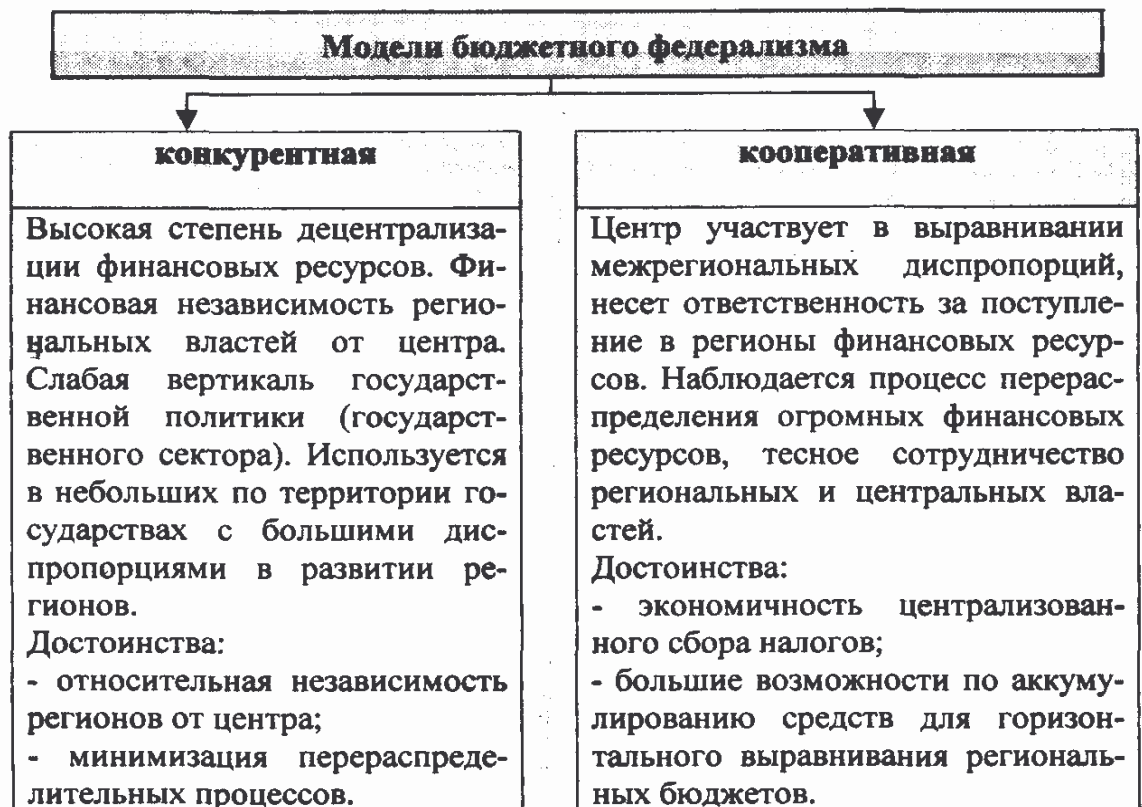 Модели бюджетного федерализма
конкурентная
Высокая степень децентрализа-
ции финансовых ресурсов. Фи-
нансовая независимость регио-
нальных властей от центра.
Слабая вертикаль государст-
венной политики (государст-
венного сектора). Используется
в небольших по территории го-
сударствах с большими дис-
пропорциями в развитии ре-
гионов.
Достоинства:
- относительная независимость
регионов от центра;
- минимизация перераспреде-
лительных процессов.
кооперативная
Центр участвует в выравнивании
межрегиональных диспропорций,
несет ответственность за поступле-
ние в регионы финансовых ресур-
сов. Наблюдается процесс перерас-
пределения огромных финансовых
ресурсов, тесное сотрудничество
региональных и центральных вла-
стей.
Достоинства:
- экономичность централизован-
ного сбора налогов;
- большие возможности по аккуму-
лированию средств для горизон-
тального выравнивания региональ-
ных бюджетов.